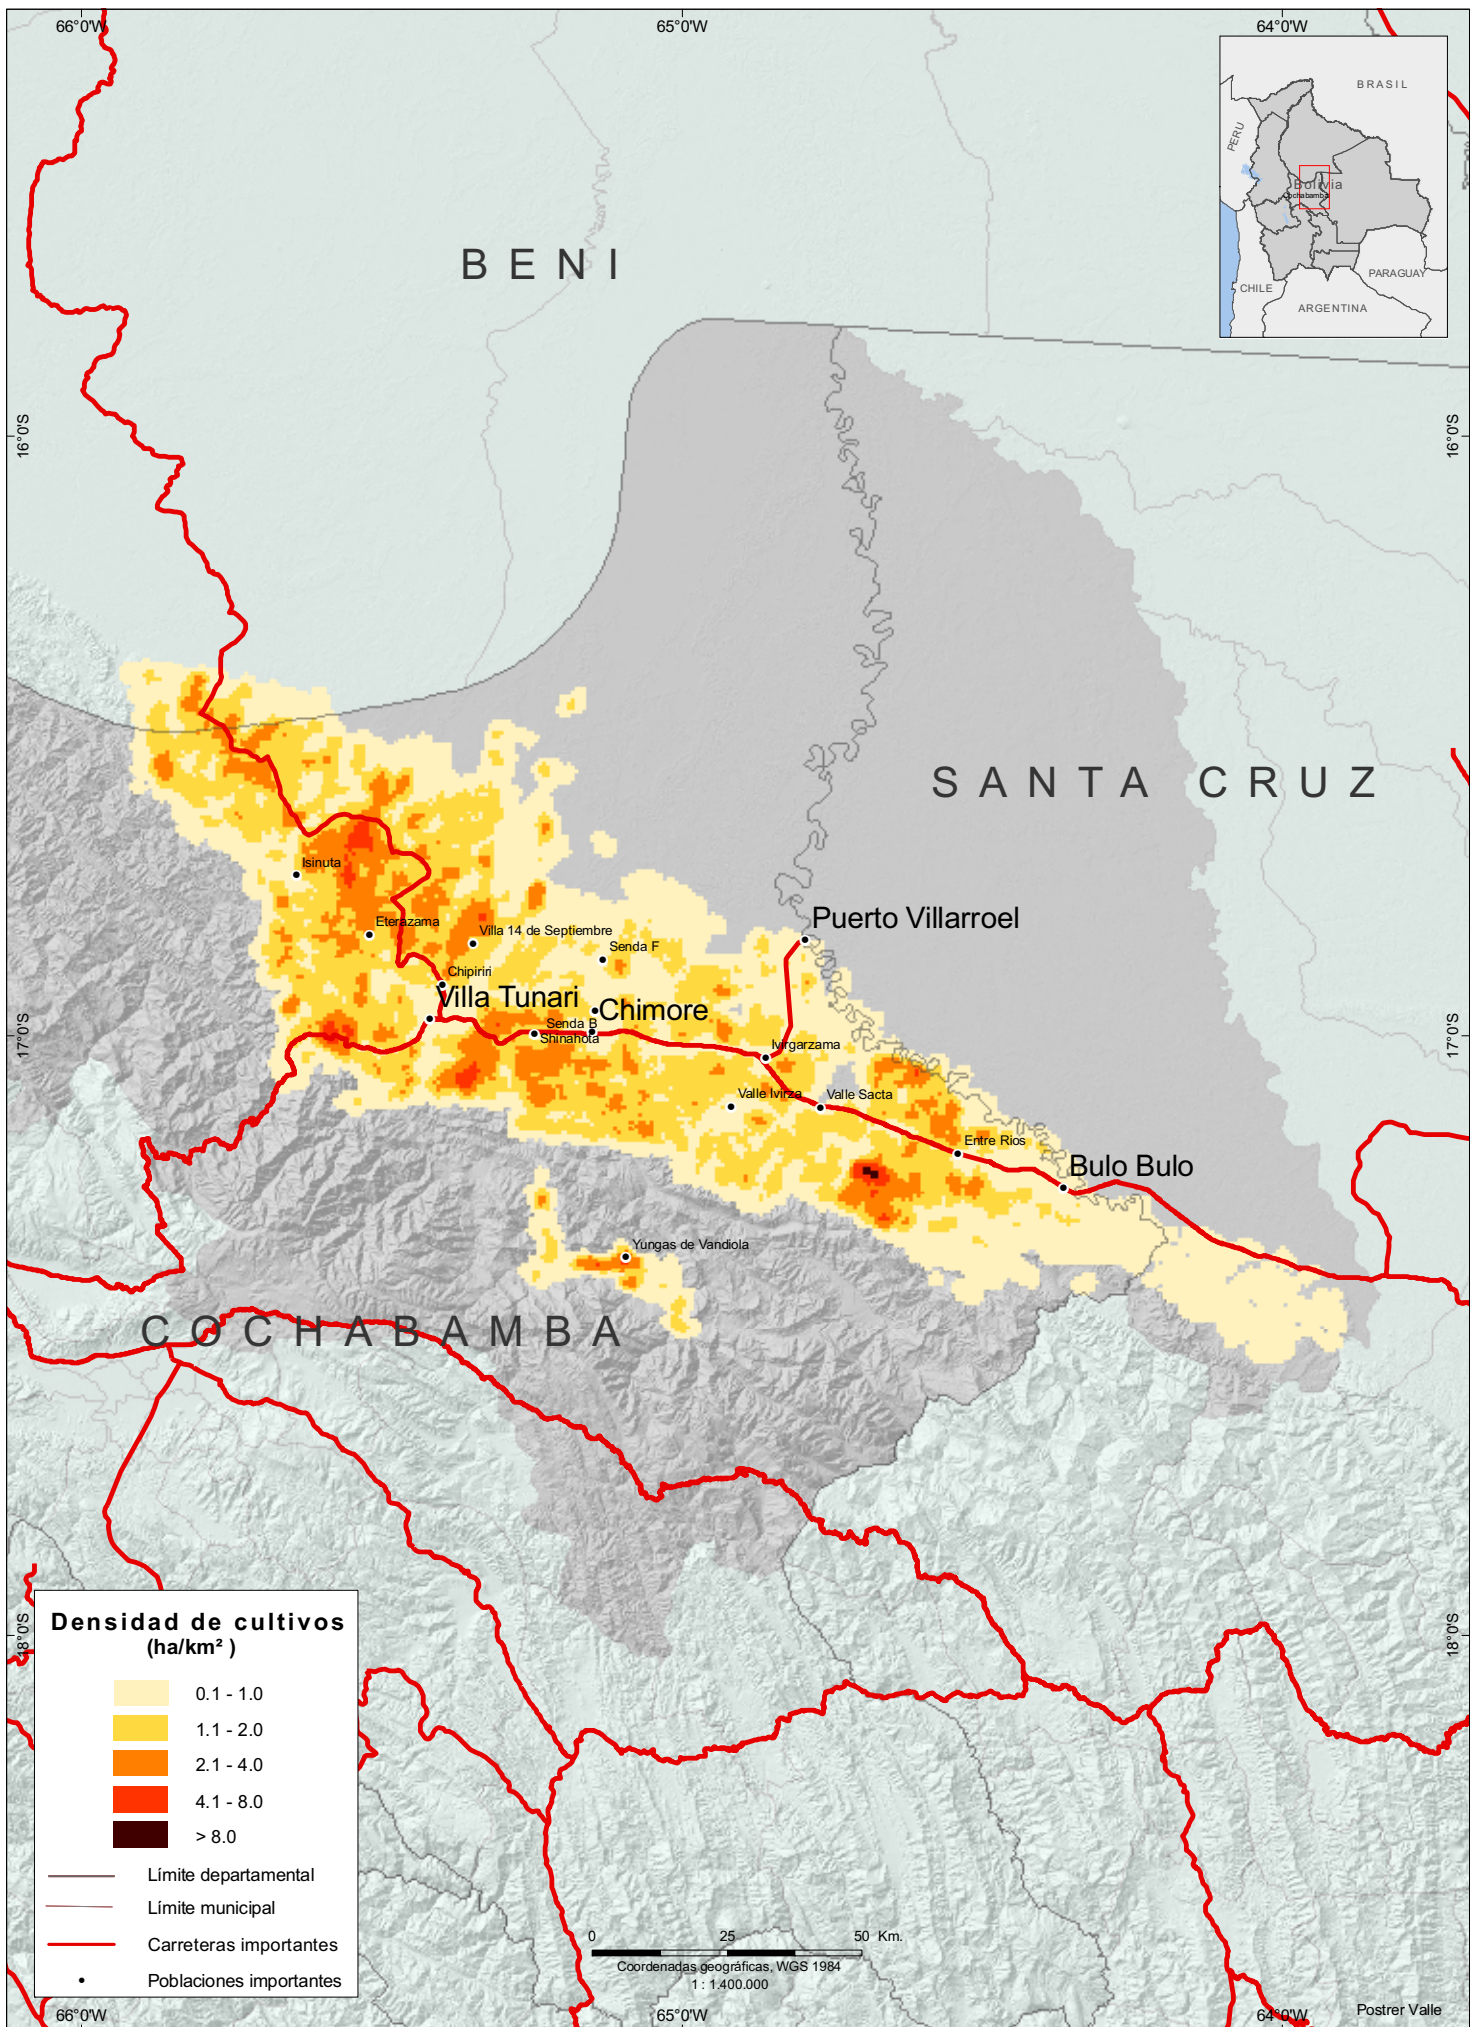 66°0'W
65°0'W
64°0'W
BRASIL
PERU
Bolivia
Cochabamba
PARAGUAY
CHILE
ARGENTINA
BENI
16°0'S
16°0'S
SANTA CRUZ
Isinuta
Puerto Villarroel
Eterazama
Villa 14 de Septiembre
Senda F
Chipiriri
Villa Tunari
Chimore
Senda B
Shinahota
17°0'S
17°0'S
Ivirgarzama
Valle Ivirza
Valle Sacta
Entre Rios
Bulo Bulo
Yungas de Vandiola
COCHABAMBA
Densidad de cultivos
(ha/km² )
0.1 - 1.0
1.1 - 2.0
2.1 - 4.0
4.1 - 8.0
> 8.0
Límite departamental
Límite municipal
Carreteras importantes
Poblaciones importantes
18°0'S
18°0'S
0 25 50 Km.
Coordenadas geográficas, WGS 1984
1 : 1.400.000
66°0'W
65°0'W
64°0'W
Postrer Valle